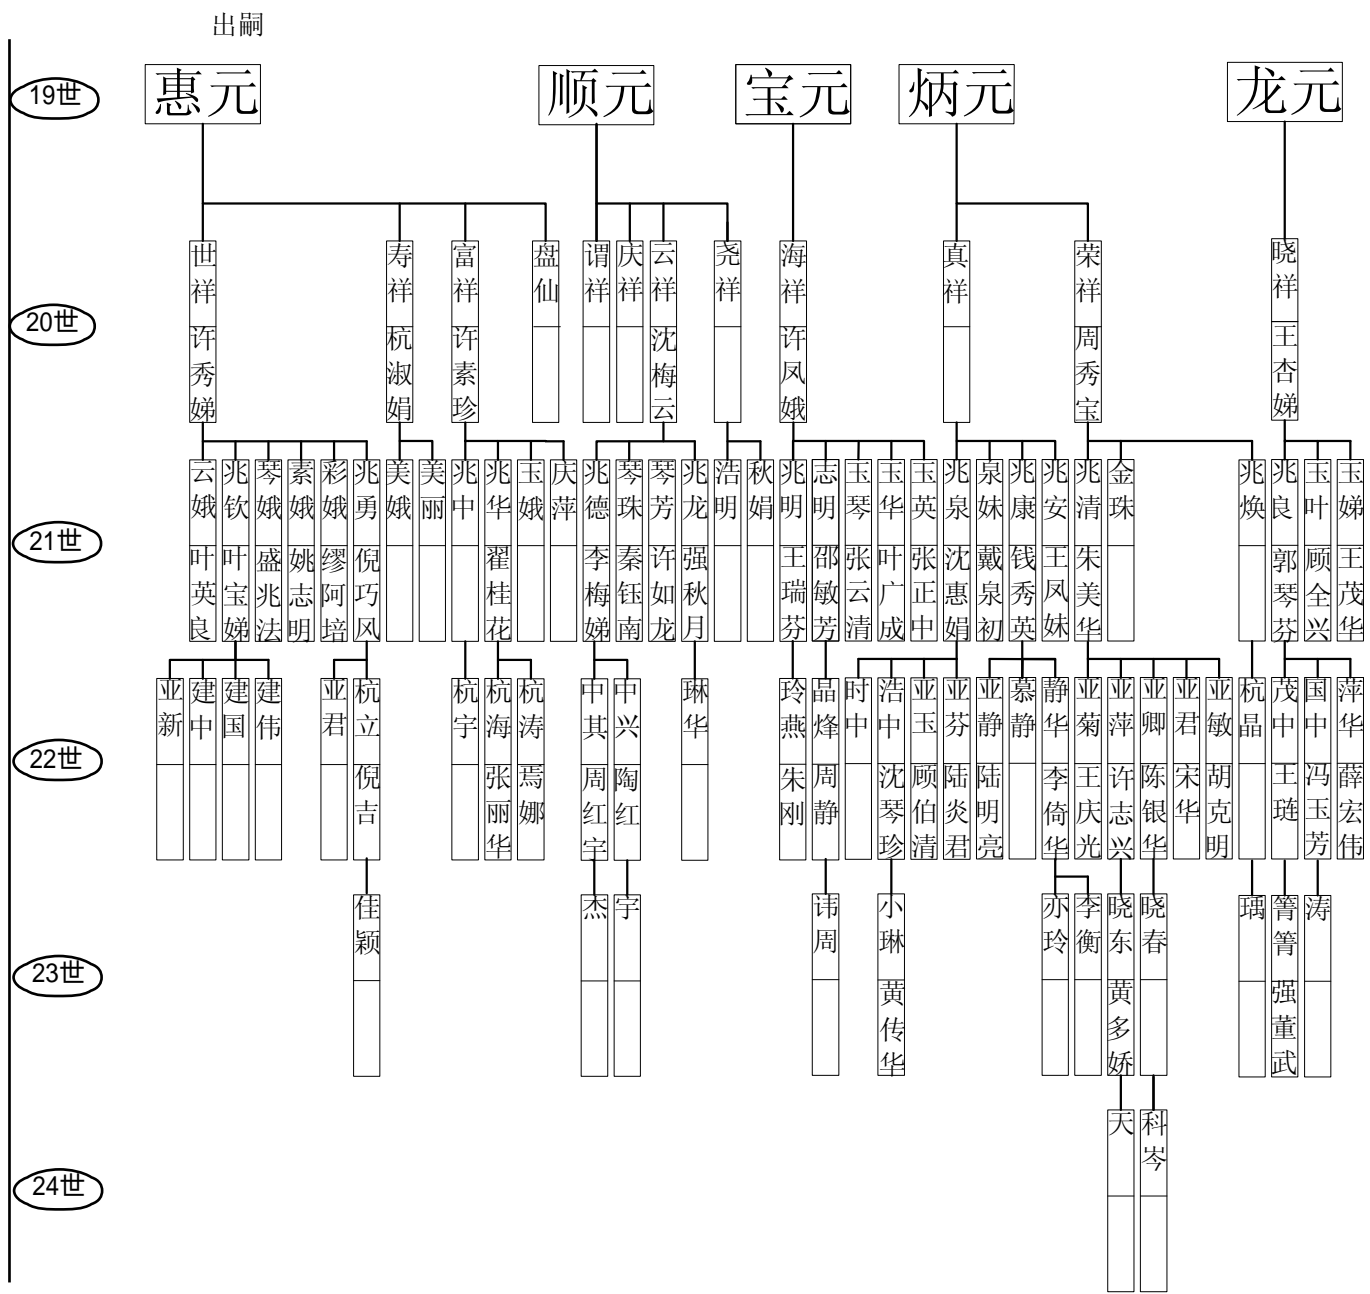 出嗣
19世
惠元
顺元
宝元
炳元
龙元
20世
世祥 许秀娣
寿祥 杭淑娟
富祥 许素珍
盘仙
谓祥
庆祥
云祥 沈梅云
尧祥
海祥 许凤娥
真祥
荣祥 周秀宝
晓祥 王杏娣
21世
云娥 叶英良
兆钦 叶宝娣
琴娥 盛兆法
素娥 姚志明
彩娥 缪阿培
兆勇 倪巧风
美娥
美丽
兆中
兆华 翟桂花
玉娥
庆萍
兆德 李梅娣
琴珠 秦钰南
琴芳 许如龙
兆龙 强秋月
浩明
秋娟
兆明 王瑞芬
志明 邵敏芳
玉琴 张云清
玉华 叶广成
玉英 张正中
兆泉 沈惠娟
泉妹 戴泉初
兆康 钱秀英
兆安 王凤妹
兆清 朱美华
金珠
兆焕
兆良 郭琴芬
玉叶 顾全兴
玉娣 王茂华
22世
亚新
建中
建国
建伟
亚君
杭立 倪吉
杭宇
杭海 张丽华
杭涛 焉娜
中其 周红宇
中兴 陶红
琳华
玲燕 朱刚
晶烽 周静
时中
浩中 沈琴珍
亚玉 顾伯清
亚芬 陆炎君
亚静 陆明亮
慕静
静华 李倚华
亚菊 王庆光
亚萍 许志兴
亚卿 陈银华
亚君 宋华
亚敏 胡克明
杭晶
茂中 王琏
国中 冯玉芳
萍华 薛宏伟
23世
佳颖
杰
宇
讳周
小琳 黄传华
亦玲
李衡
晓东 黄多娇
晓春
瑀
箐箐 强董武
涛
24世
天
科岑